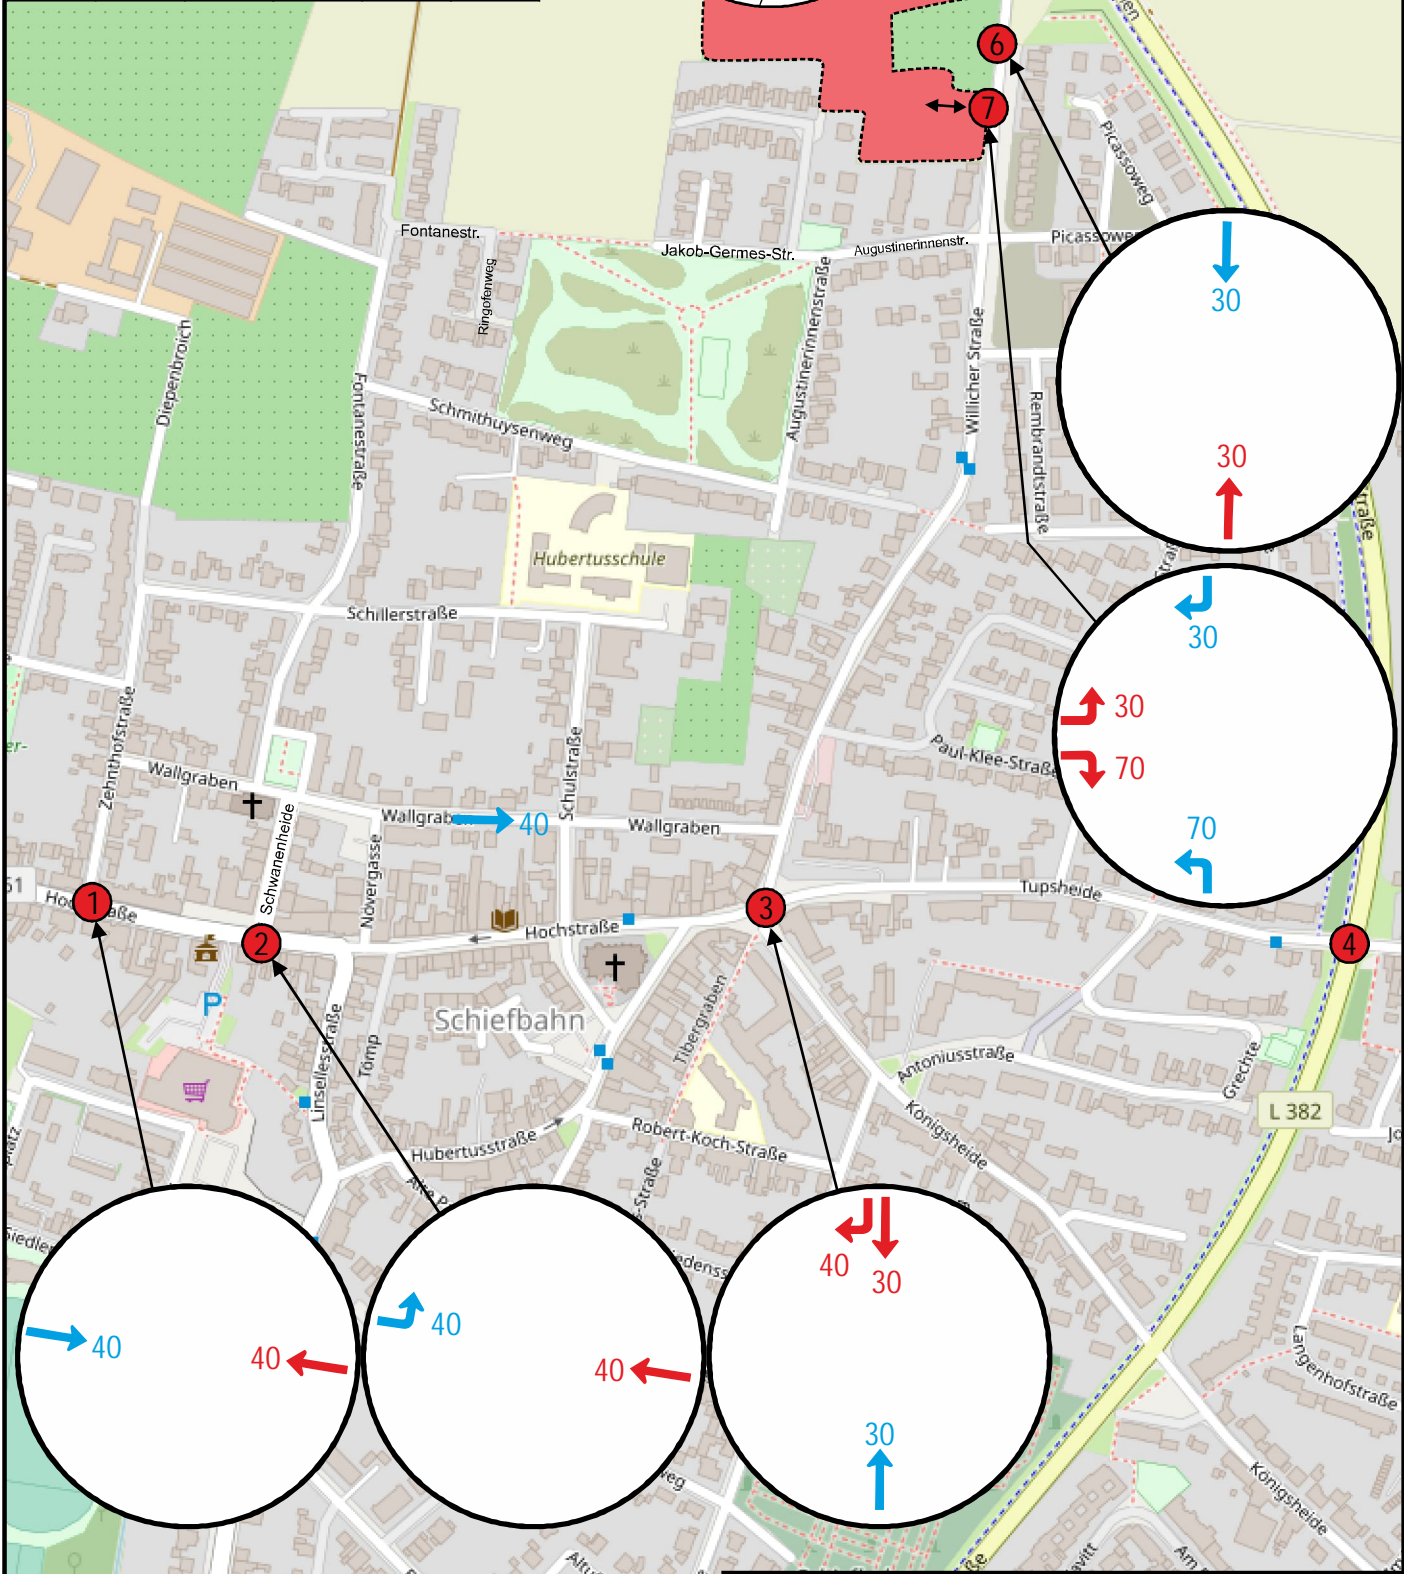 6
7
Picassoweg
Fontanestr.
Jakob-Germes-Str.
Augustinerinnenstr.
Ringofenweg
Augustinerinnenstraße
Willicher Straße
30
30
Diepenbroich
Fontanestraße
Schmithuysenweg
Rembrandtstraße
Hubertusschule
Schillerstraße
30
30
70
70
Zehnthofstraße
Wallgraben
Schulstraße
Paul-Klee-Straße
Wallgraben
40
Wallgraben
Schwanenheide
Novergasse
1
2
3
4
Hochstraße
Tupsheide
P
Schiefbahn
Linsellesstraße
Tömp
Tibergraben
Antoniusstraße
Grechte
Königsheide
L 382
Hubertusstraße
Robert-Koch-Straße
40
40
40
40
40
30
30
Langenhofstraße
Königsheide